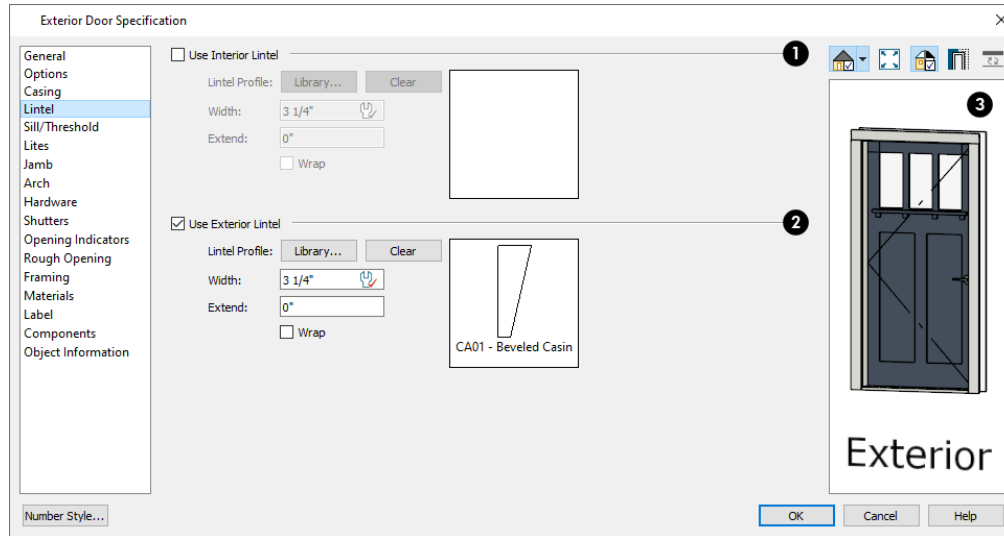 Exterior Door Specification
General
Options
Casing
Lintel
Sill/Threshold
Lites
Jamb
Arch
Hardware
Shutters
Opening Indicators
Rough Opening
Framing
Materials
Label
Components
Object Information
Use Interior Lintel
1
Lintel Profile: Library... Clear
Width: 3 1/4"
Extend: 0"
Wrap
Use Exterior Lintel
2
Lintel Profile: Library... Clear
Width: 3 1/4"
Extend: 0"
Wrap
CA01 - Beveled Casin
3
Exterior
Number Style...
OK Cancel Help